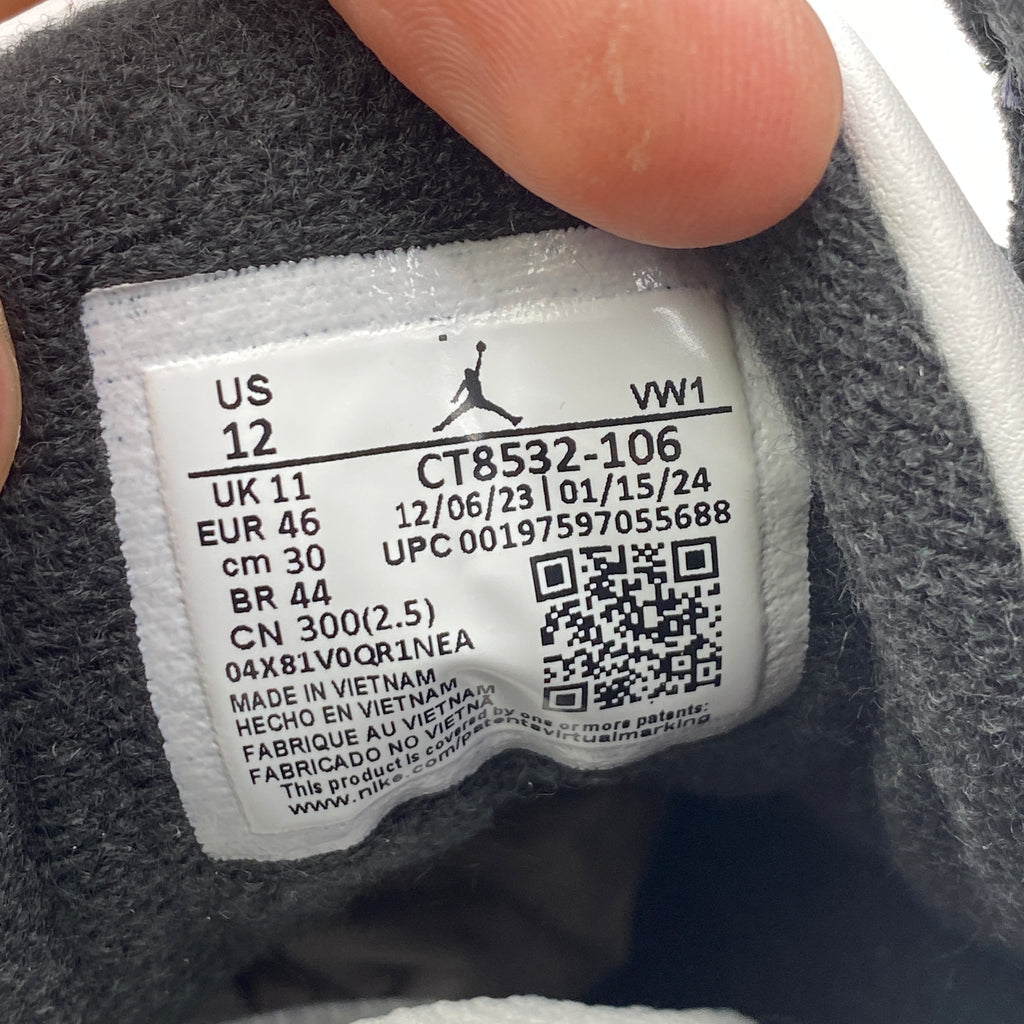 US
12
VW1
UK 11
EUR 46
cm 30
BR 44
CN 300(2.5)
CT8532-106
12/06/23 | 01/15/24
UPC 00197597055688
04X81V0QR1NEA
MADE IN VIETNAM
HECHO EN VIETNAM
FABRIQUE AU VIETNAM
FABRICADO NO VIETNA
This product is covered by one or more patents:
www.nike.com/patentsvirtualmarking